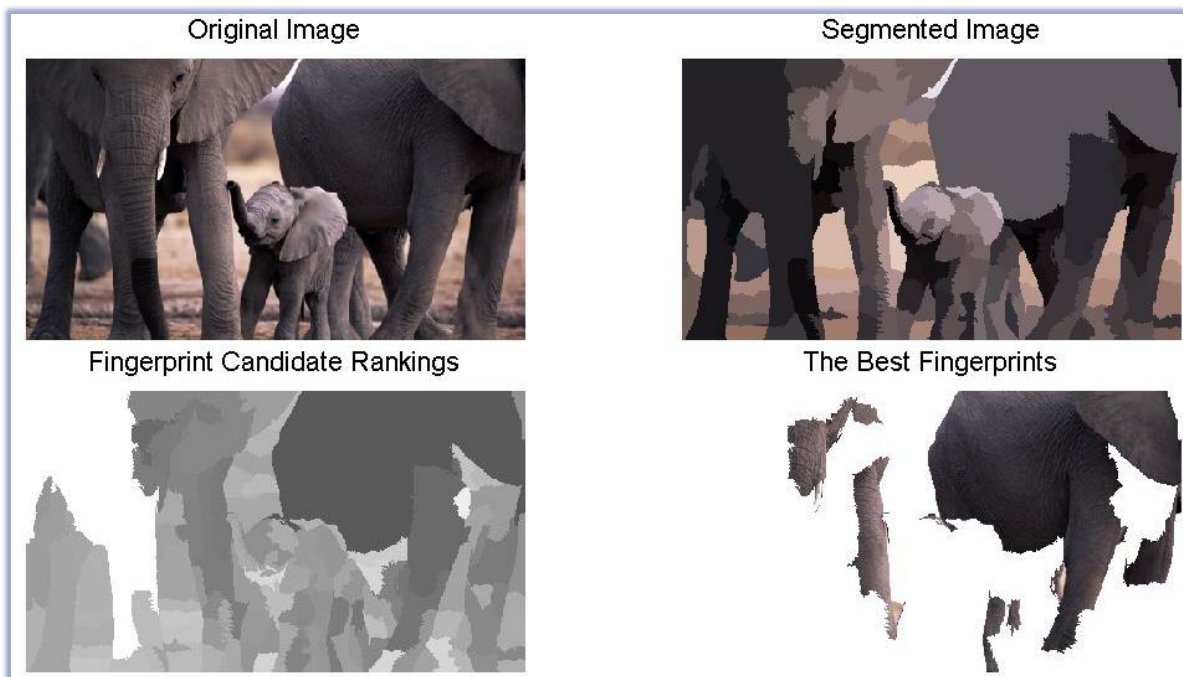 Original Image
Segmented Image
Fingerprint Candidate Rankings
The Best Fingerprints